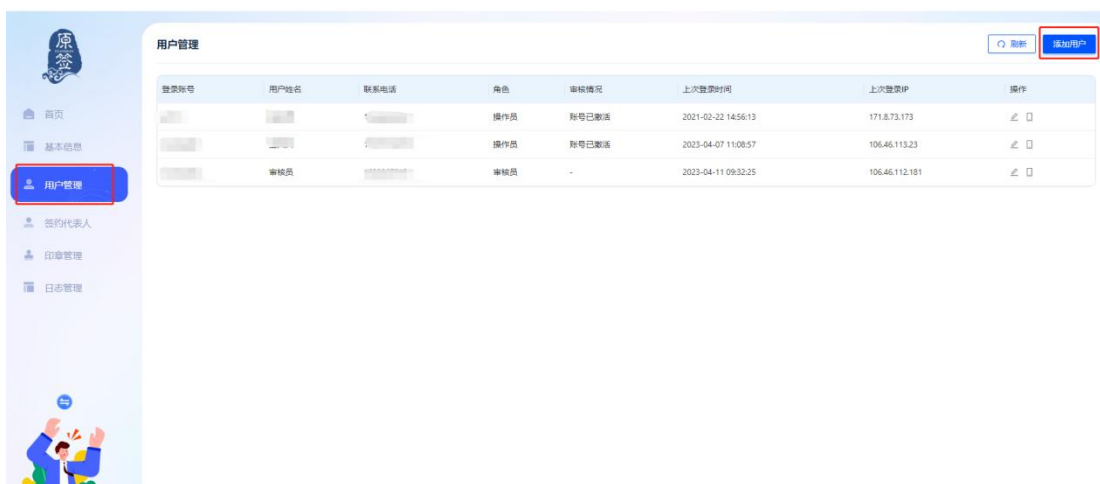 原签
用户管理
刷新
添加用户
登录账号 用户姓名 联系电话 角色 审核情况 上次登录时间 上次登录IP 操作
操作员 账号已激活 2021-02-22 14:56:13 171.8.73.173
操作员 账号已激活 2023-04-07 11:08:57 106.46.113.23
审核员 审核员 - 2023-04-11 09:32:25 106.46.112.181
首页
基本信息
用户管理
签约代表人
印章管理
日志管理